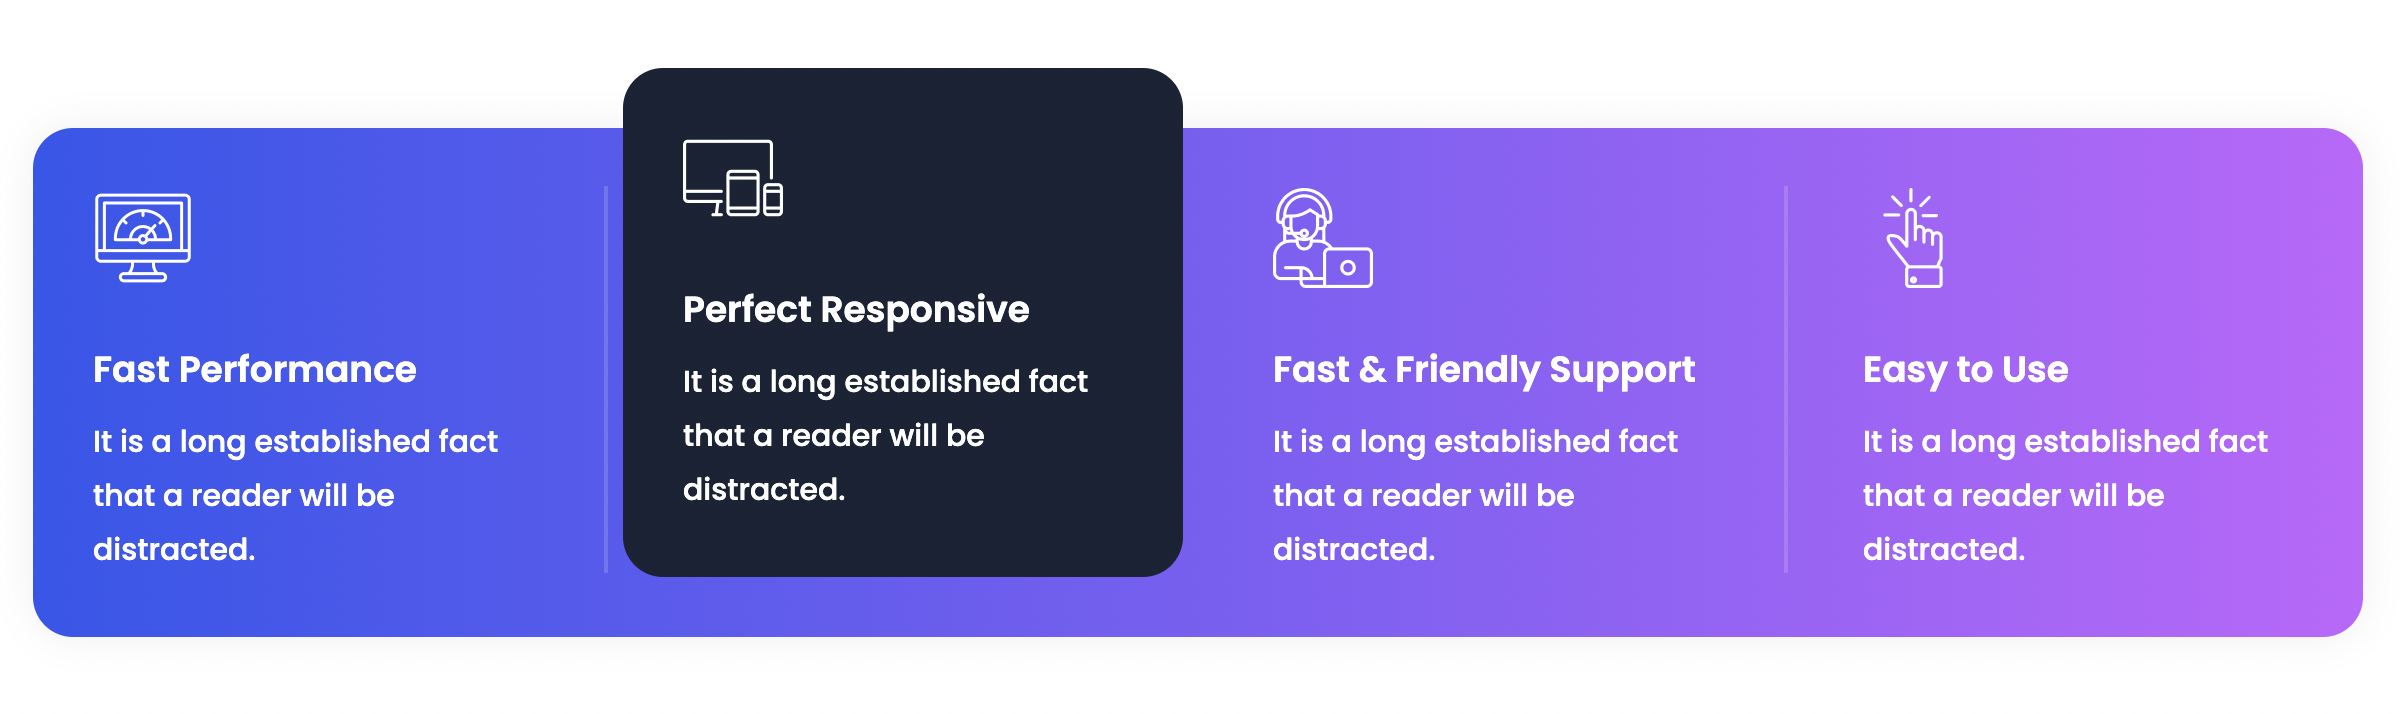 Fast Performance
It is a long established fact
that a reader will be
distracted.
Perfect Responsive
It is a long established fact
that a reader will be
distracted.
Fast & Friendly Support
It is a long established fact
that a reader will be
distracted.
Easy to Use
It is a long established fact
that a reader will be
distracted.